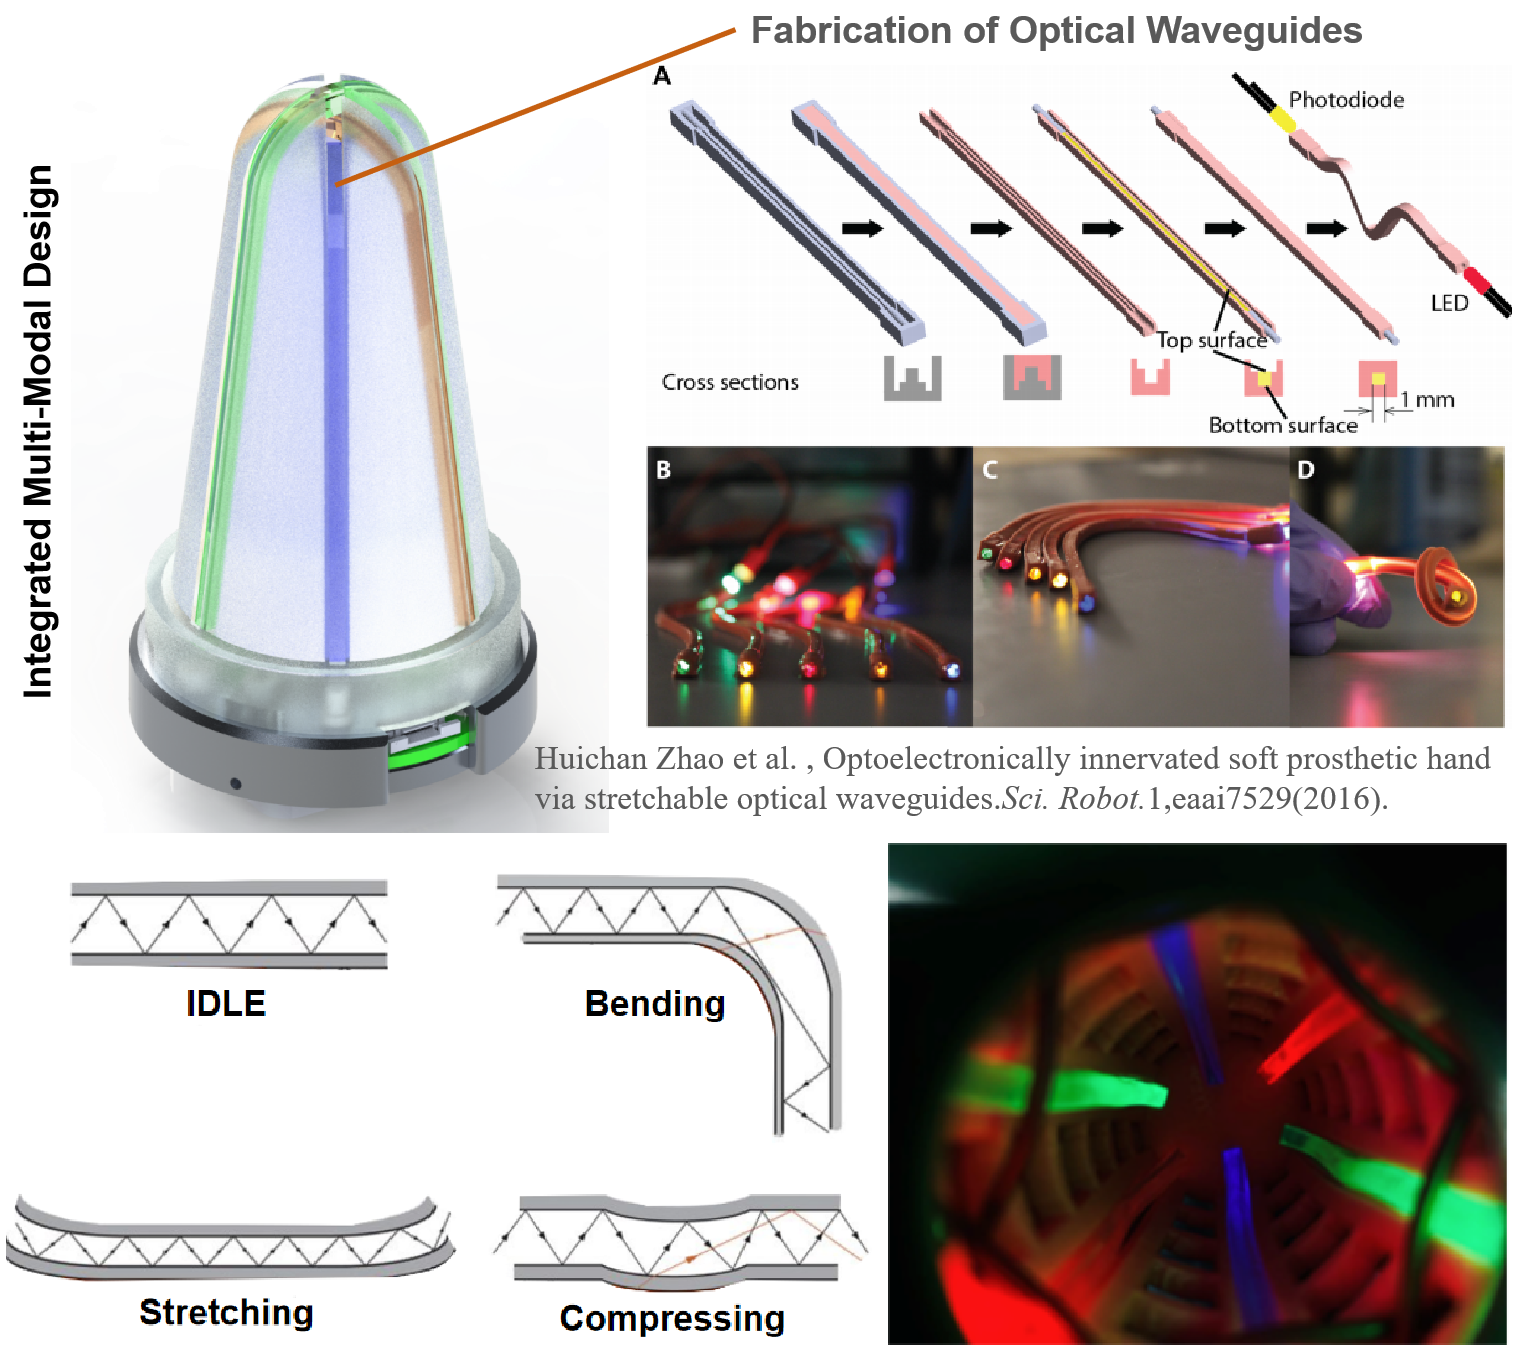 Fabrication of Optical Waveguides
Integrated Multi-Modal Design
A
Photodiode
LED
Top surface
Cross sections
1 mm
Bottom surface
B
C
D
Huichan Zhao et al. , Optoelectronically innervated soft prosthetic hand
via stretchable optical waveguides.Sci. Robot.1,eaai7529(2016).
IDLE
Bending
Stretching
Compressing